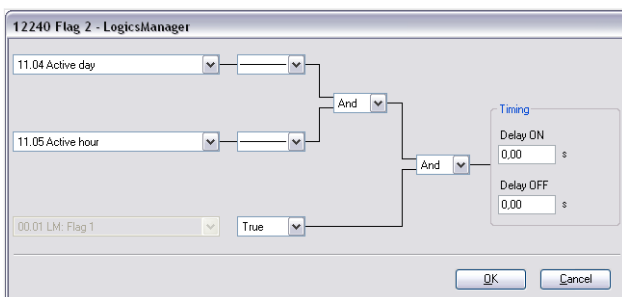 12240 Flag 2 - LogicsManager
11.04 Active day
And
Timing
Delay ON
11.05 Active hour
0,00 s
And
Delay OFF
0,00 s
00.01 LM: Flag 1
True
OK Cancel